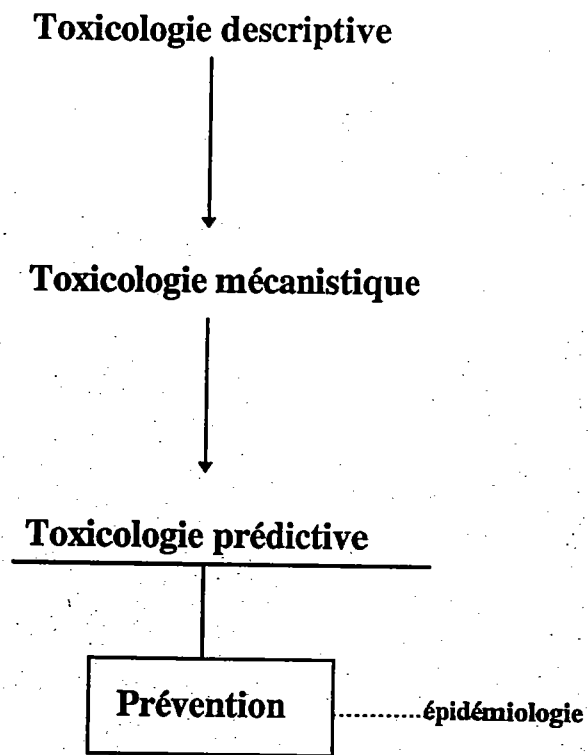 Toxicologie descriptive
Toxicologie mécanistique
Toxicologie prédictive
Prévention ...........épidémiologie